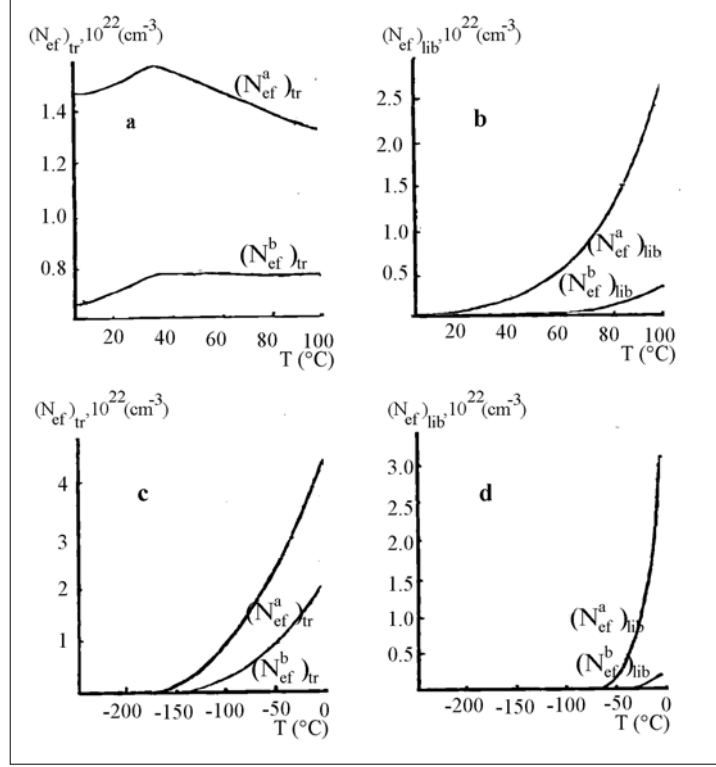 (N_ef)_tr, 10^22 (cm^-3)
1.4
1.2
1.0
0.8
(N^a_ef)_tr
a
(N^b_ef)_tr
20 40 60 80 100
T (°C)
(N_ef)_lib, 10^22 (cm^-3)
2.5
2.0
1.5
1.0
0.5
b
(N^a_ef)_lib
(N^b_ef)_lib
20 40 60 80 100
T (°C)
(N_ef)_tr, 10^22 (cm^-3)
4
3
2
1
c
(N^a_ef)_tr
(N^b_ef)_tr
-200 -150 -100 -50 0
T (°C)
(N_ef)_lib, 10^22 (cm^-3)
3.0
2.5
2.0
1.5
1.0
0.5
d
(N^a_ef)_lib
(N^b_ef)_lib
-200 -150 -100 -50 0
T (°C)